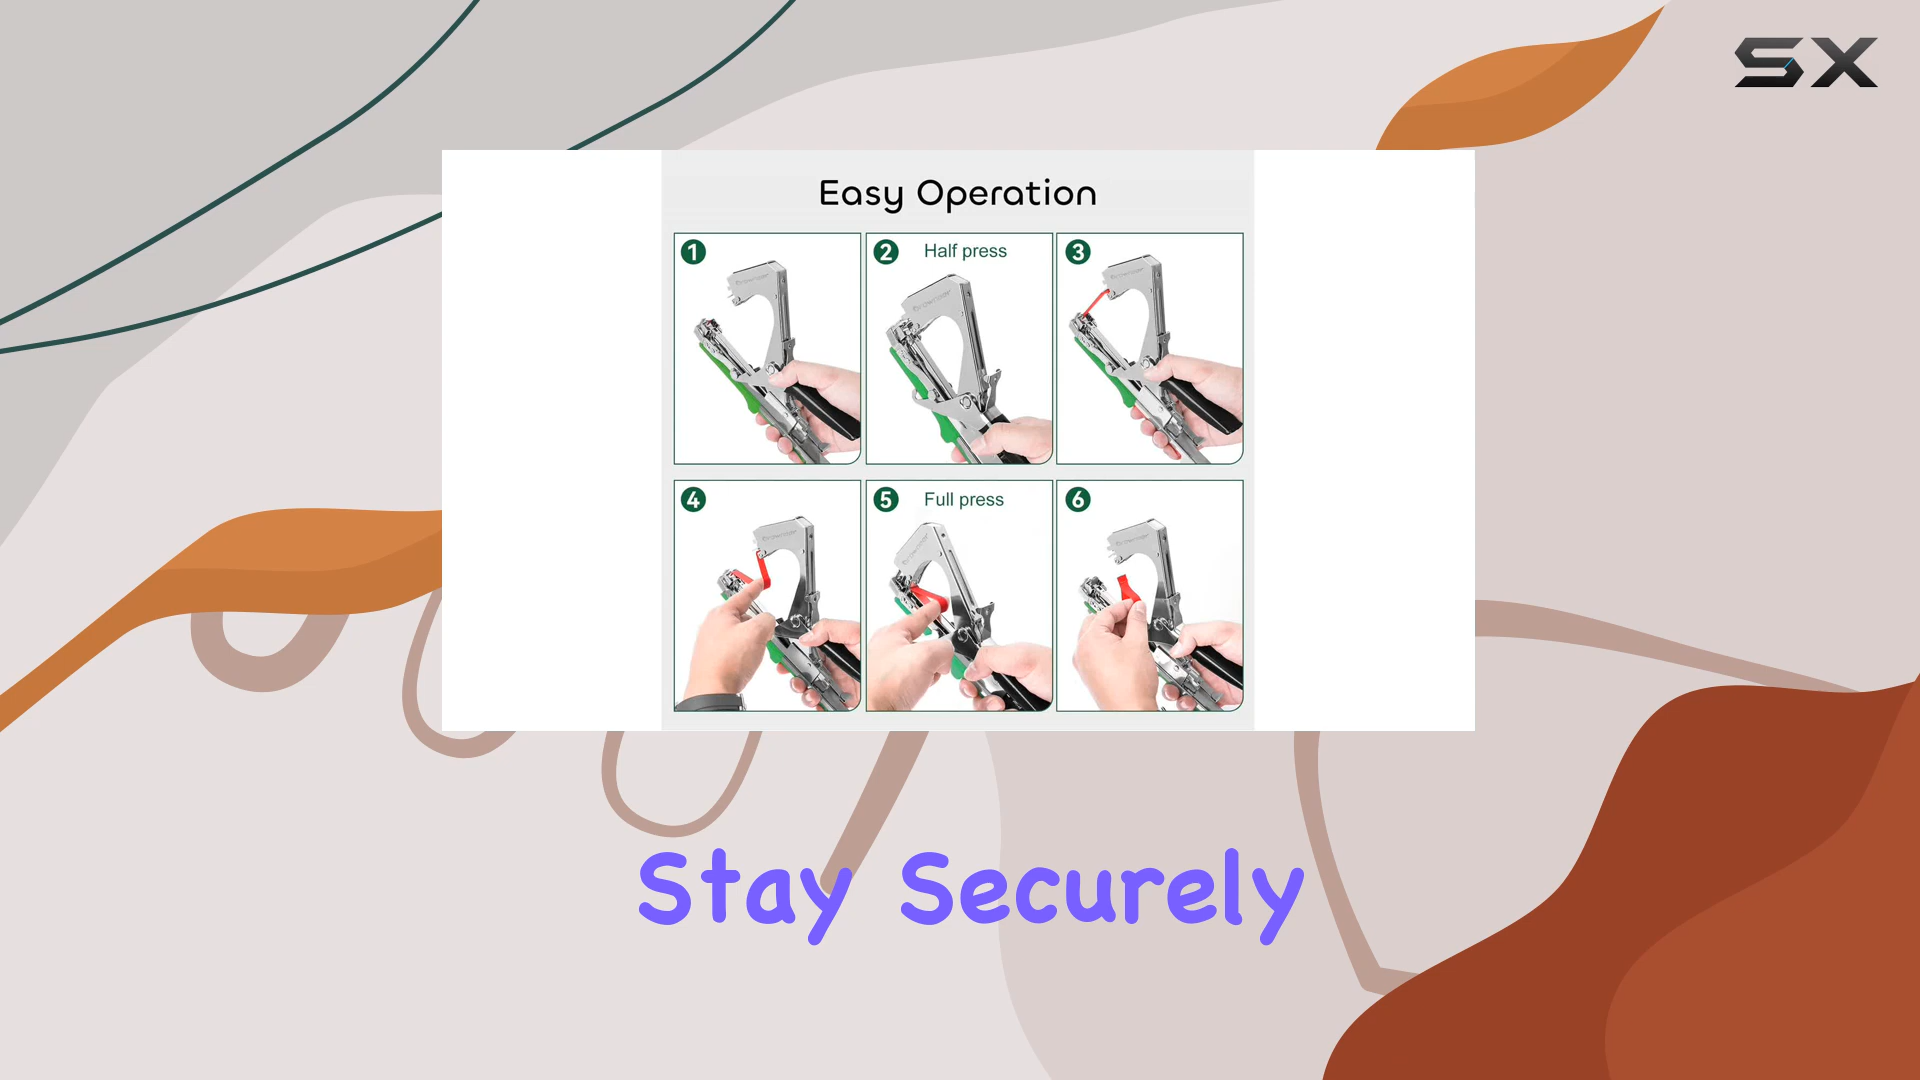 SX
Easy Operation
1
2 Half press
3
4
5 Full press
6
Stay Securely